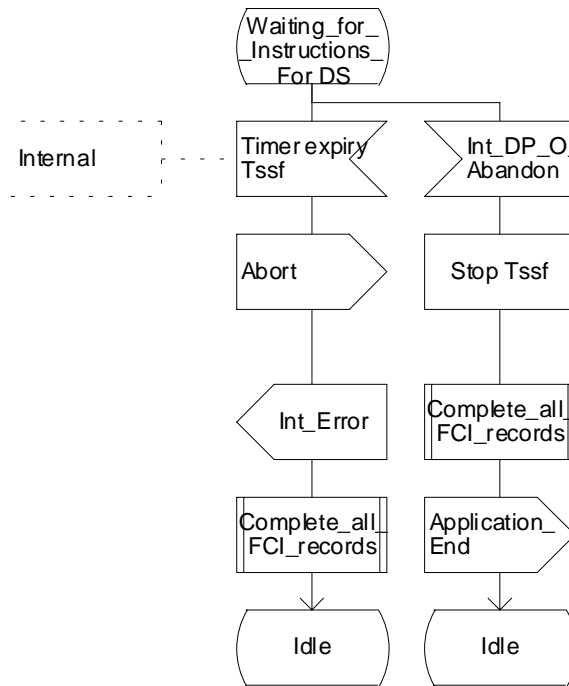 Waiting_for_
_Instructions_
For DS
Internal
Timer expiry
Tssf
Int_DP_O_
Abandon
Abort
Stop Tssf
Int_Error
Complete_all_
FCI_records
Complete_all_
FCI_records
Application_
End
Idle
Idle